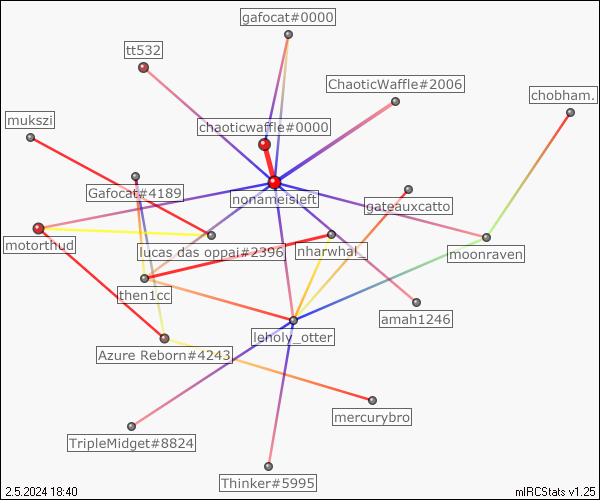 gafocat#0000
tt532
ChaoticWaffle#2006
chobham.
mukszi
chaoticwaffle#0000
Gafocat#4189
nonameisleft
gateuxcatto
motorthud
lucas das oppai#2396
nharwhal_
moonraven
then1cc
amah1246
leholy_otter
Azure Reborn#4243
mercurybro
TripleMidget#8824
Thinker#5995
2.5.2024 18:40
mIRCStats v1.25